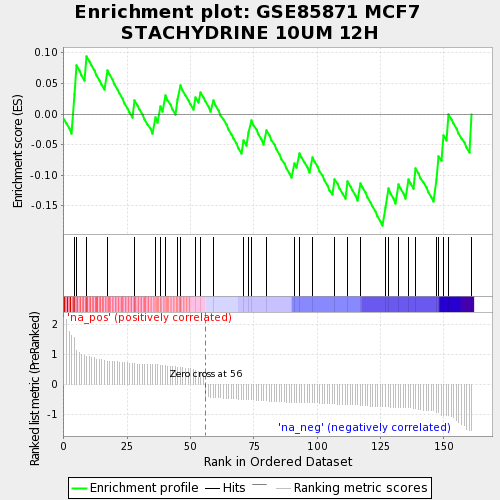 Enrichment plot: GSE85871 MCF7
STACHYDRINE 10UM 12H
Enrichment score (ES)
0.10
0.05
0.00
-0.05
-0.10
-0.15
'na_pos' (positively correlated)
Ranked list metric (PreRanked)
2
1
0
-1
Zero cross at 56
'na_neg' (negatively correlated)
0
25
50
75
100
125
150
Rank in Ordered Dataset
Enrichment profile
Hits
Ranking metric scores